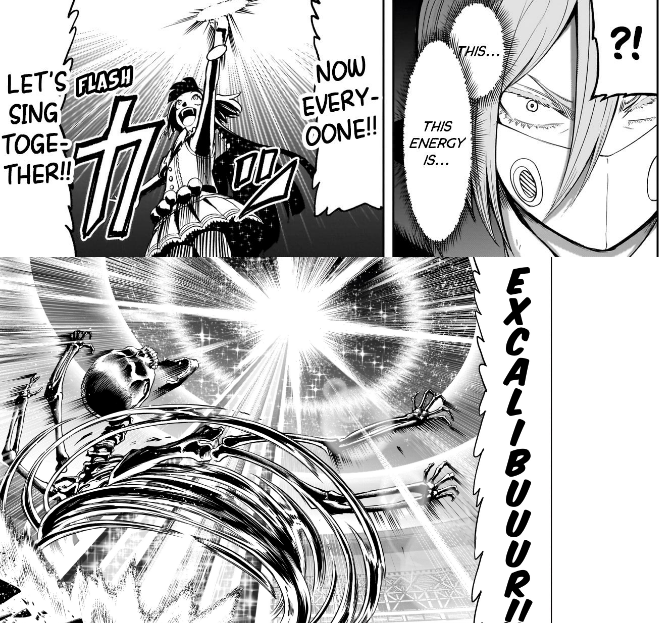 ?!
THIS...
THIS
ENERGY
IS...
NOW
EVERY-
OONE!!
FLASH
カッ
LET'S
SING
TOGE-
THER!!
EXCALIBUUUR!!